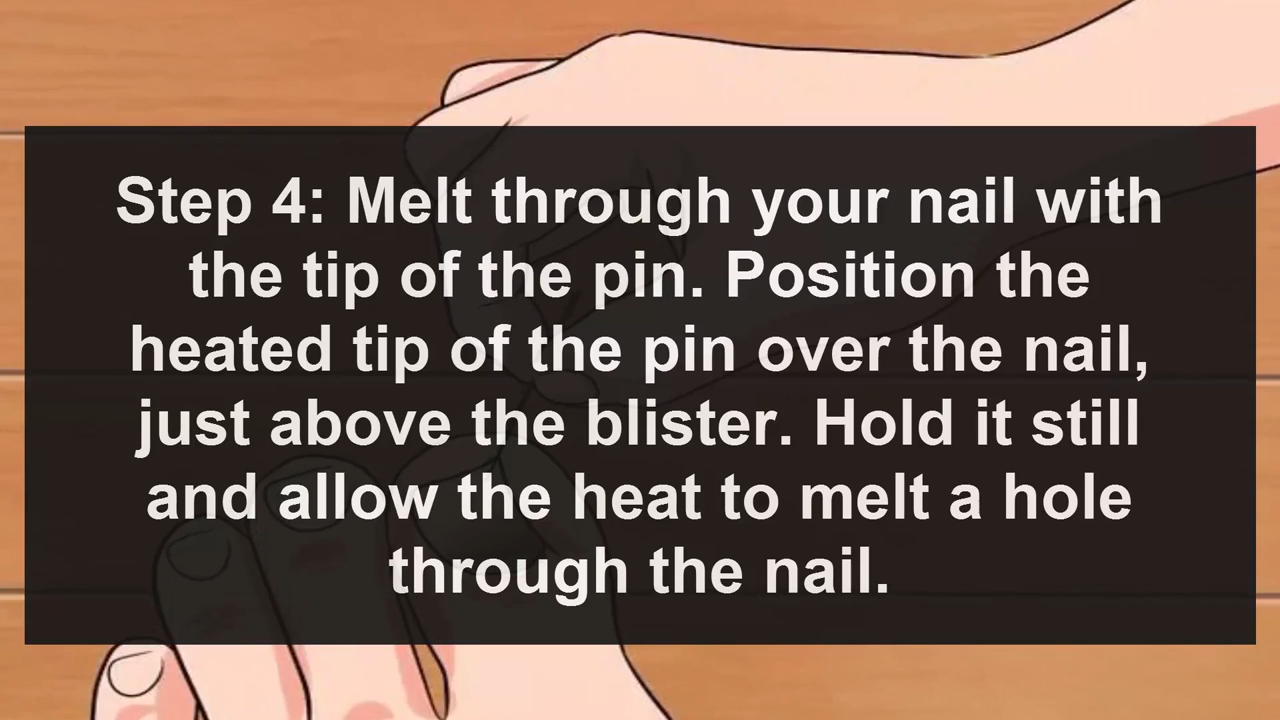 Step 4: Melt through your nail with
the tip of the pin. Position the
heated tip of the pin over the nail,
just above the blister. Hold it still
and allow the heat to melt a hole
through the nail.